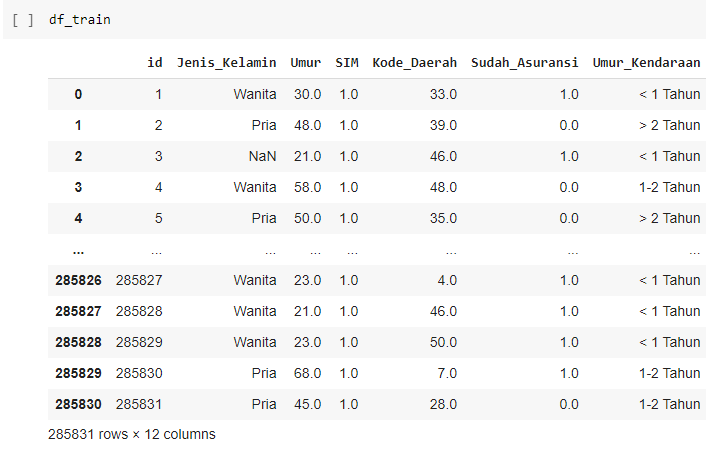 [ ] df_train
id Jenis_Kelamin Umur SIM Kode_Daerah Sudah_Asuransi Umur_Kendaraan
0 1 Wanita 30.0 1.0 33.0 1.0 < 1 Tahun
1 2 Pria 48.0 1.0 39.0 0.0 > 2 Tahun
2 3 NaN 21.0 1.0 46.0 1.0 < 1 Tahun
3 4 Wanita 58.0 1.0 48.0 0.0 1-2 Tahun
4 5 Pria 50.0 1.0 35.0 0.0 > 2 Tahun
... ... ... ... ... ... ... ...
285826 285827 Wanita 23.0 1.0 4.0 1.0 < 1 Tahun
285827 285828 Wanita 21.0 1.0 46.0 1.0 < 1 Tahun
285828 285829 Wanita 23.0 1.0 50.0 1.0 < 1 Tahun
285829 285830 Pria 68.0 1.0 7.0 1.0 1-2 Tahun
285830 285831 Pria 45.0 1.0 28.0 0.0 1-2 Tahun
285831 rows × 12 columns